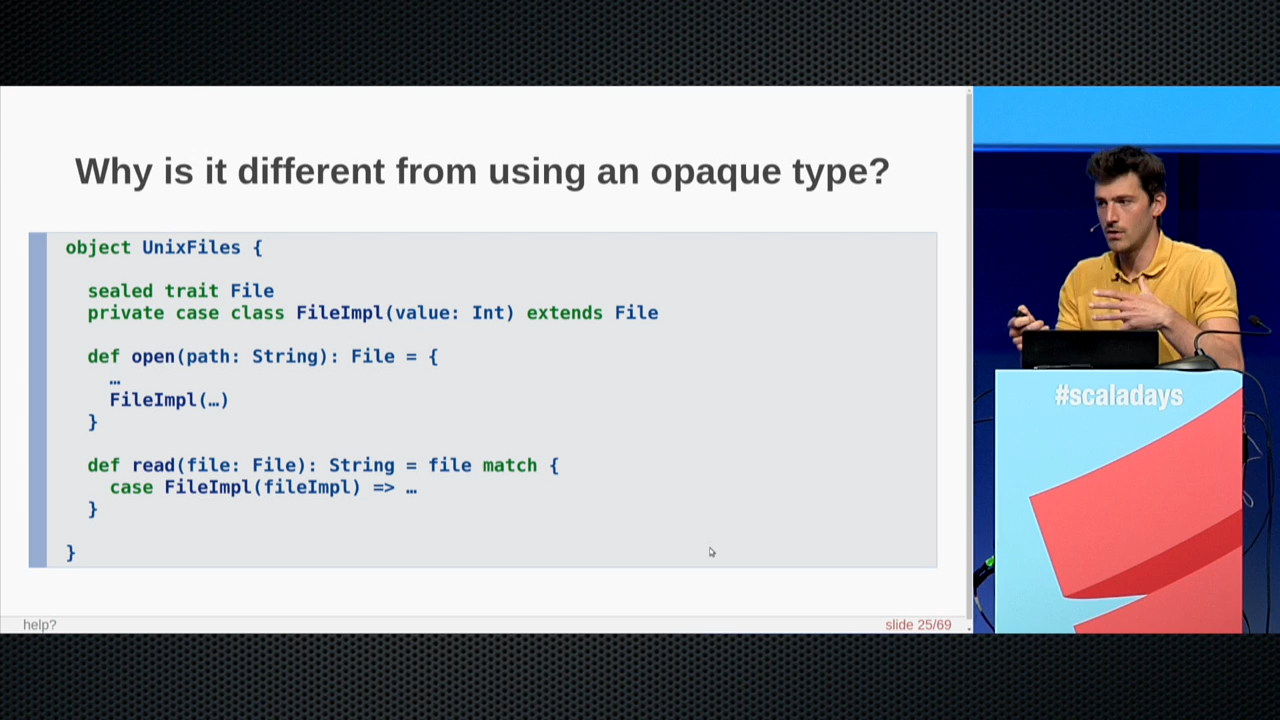 Why is it different from using an opaque type?
object UnixFiles {
sealed trait File
private case class FileImpl(value: Int) extends File
def open(path: String): File = {
…
FileImpl(…)
}
def read(file: File): String = file match {
case FileImpl(fileImpl) => …
}
}
help?
slide 25/69
#scaladays